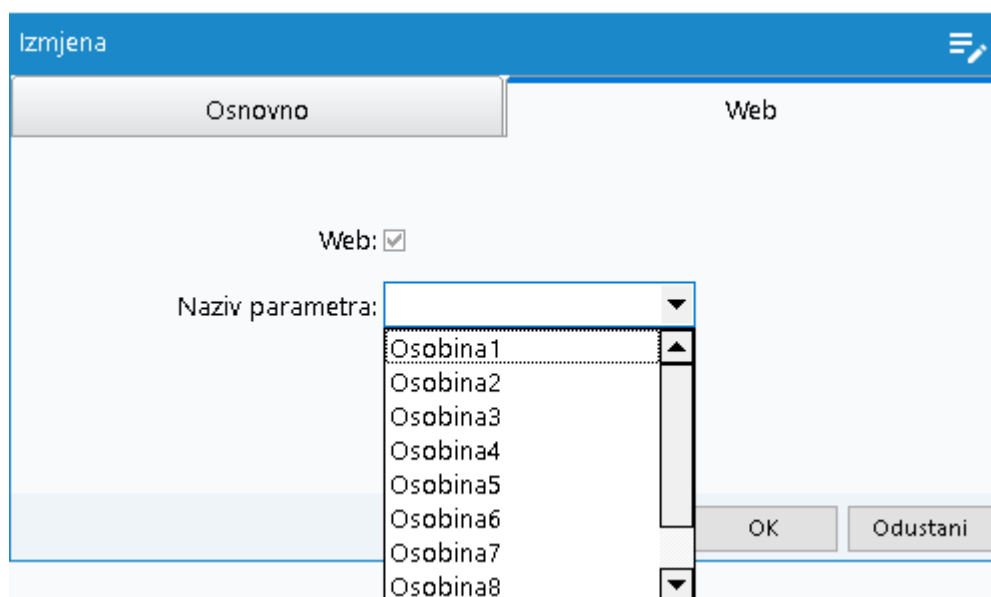 Izmjena
Osnovno Web
Web:
Naziv parametra:
Osobina1
Osobina2
Osobina3
Osobina4
Osobina5
Osobina6
Osobina7
Osobina8
OK Odustani